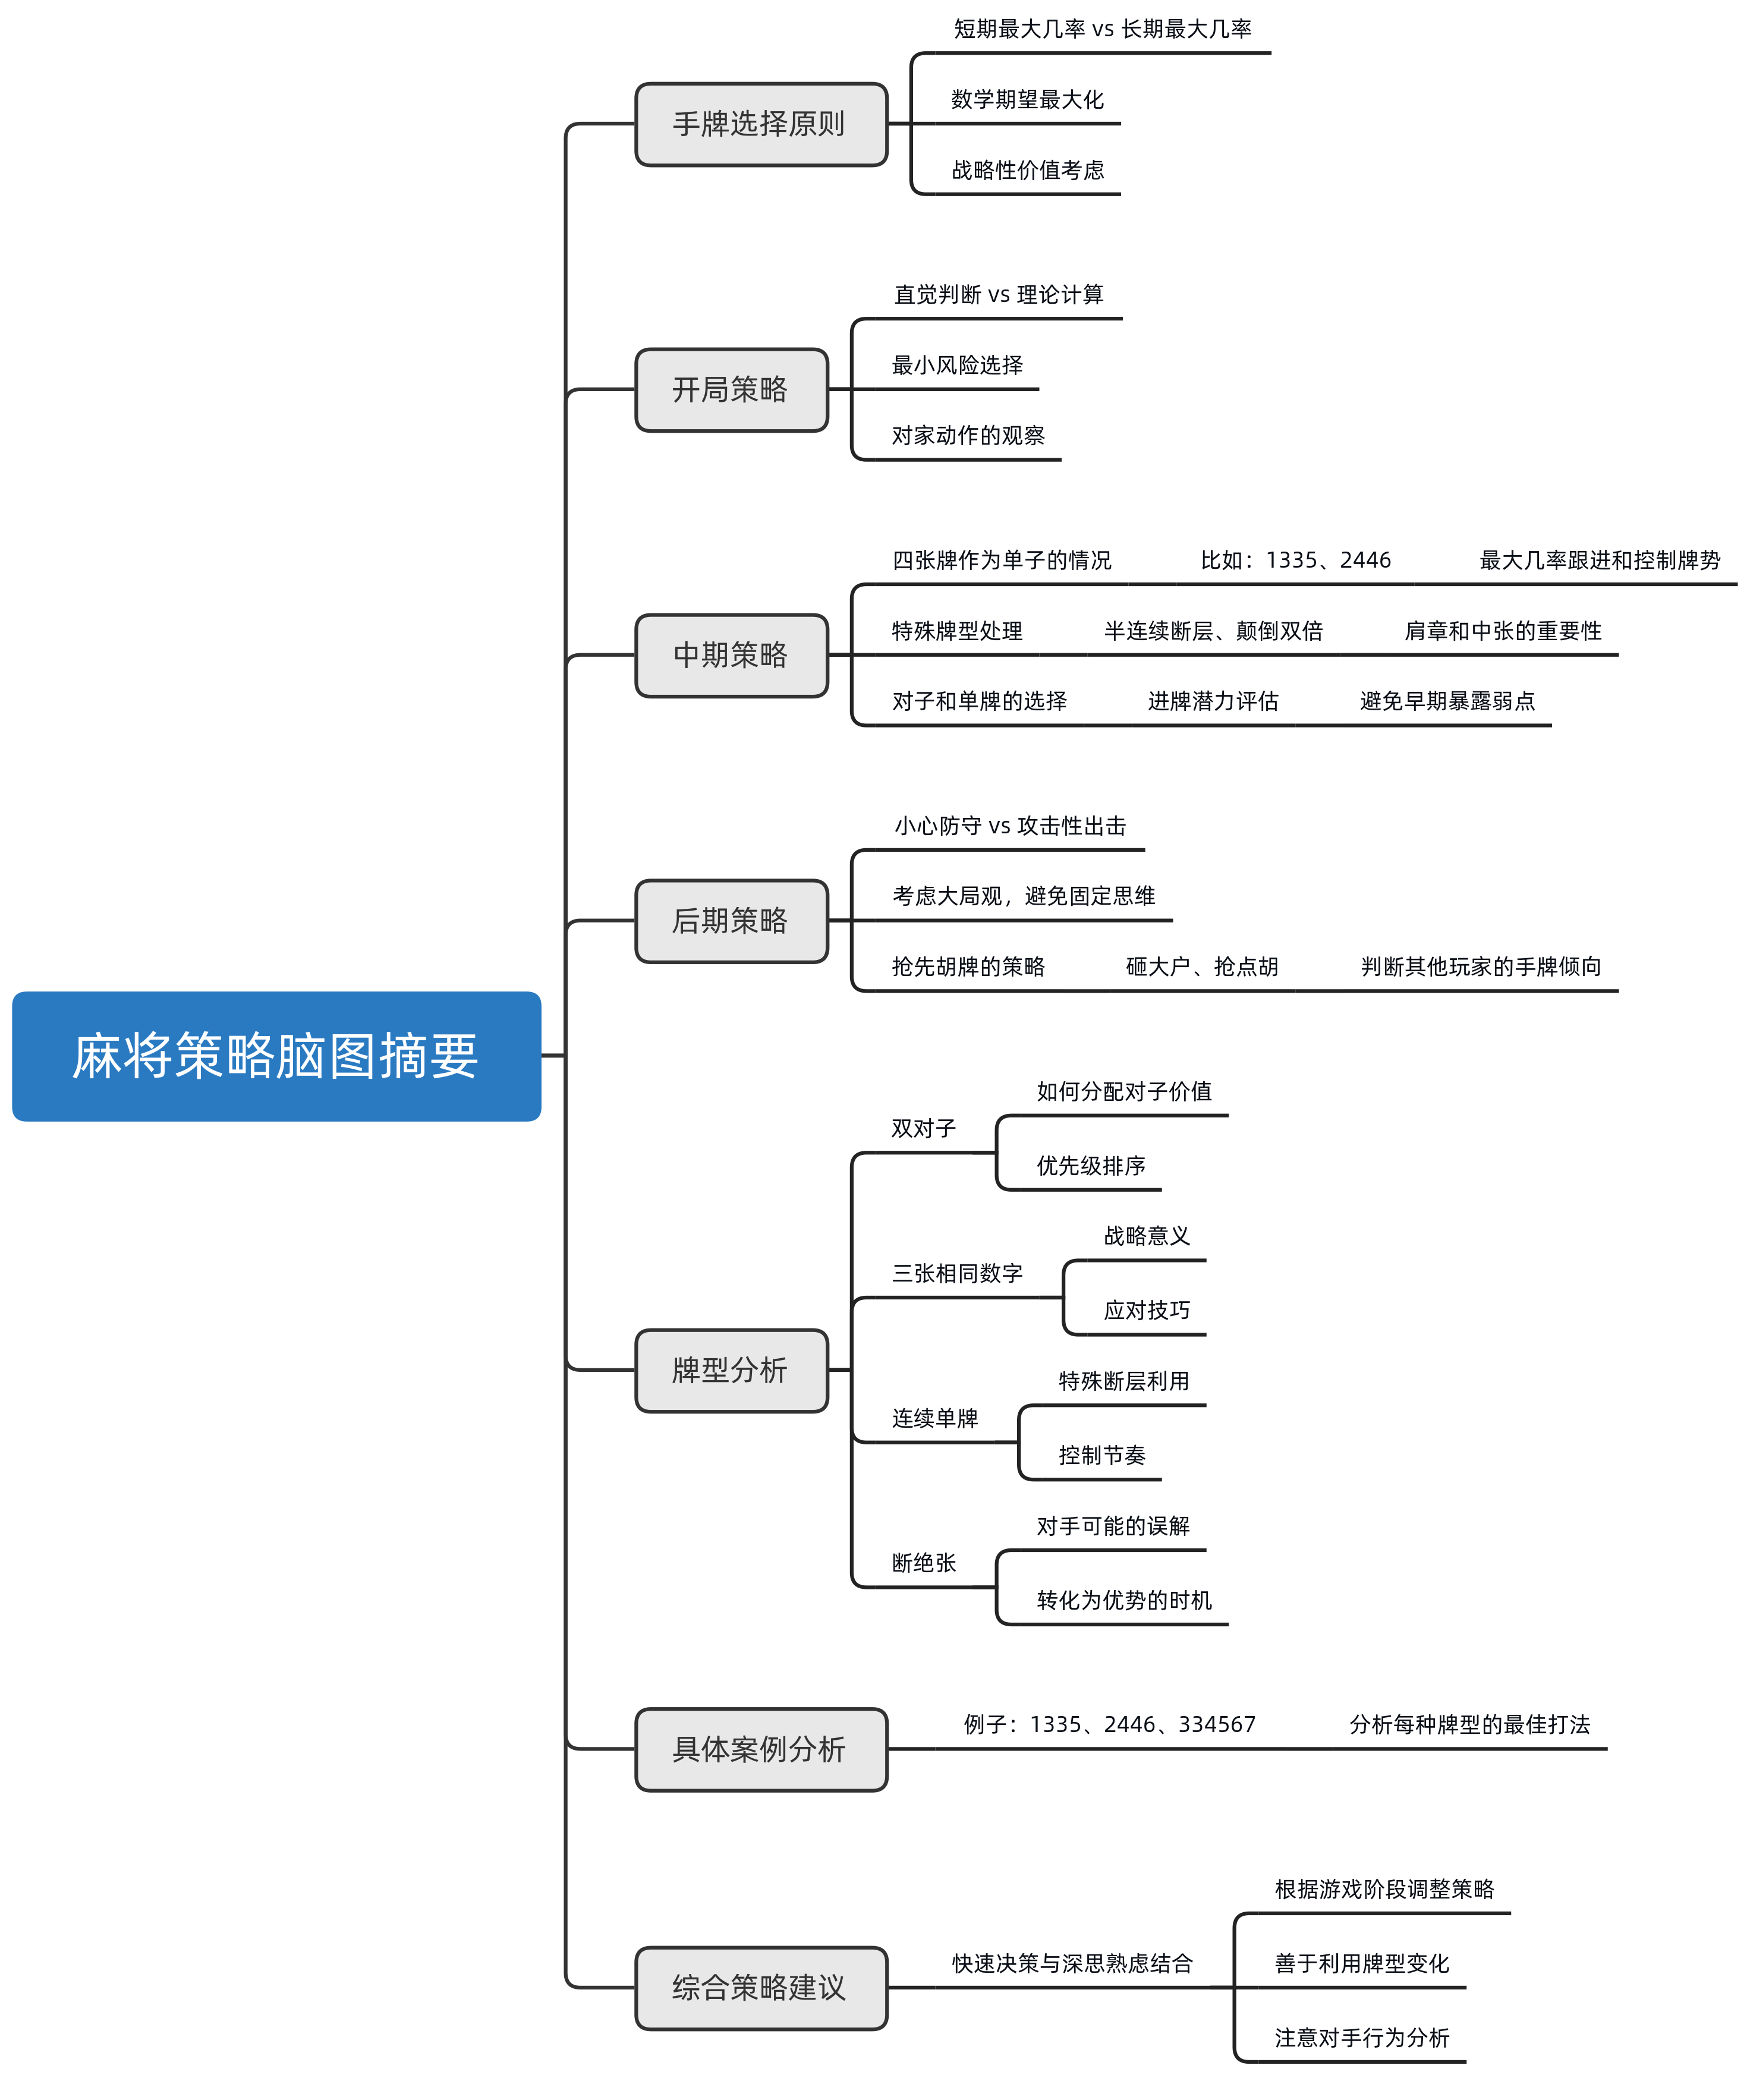 麻将策略脑图摘要
手牌选择原则
短期最大几率 vs 长期最大几率
数学期望最大化
战略性价值考虑
开局策略
直觉判断 vs 理论计算
最小风险选择
对家动作的观察
中期策略
四张牌作为单子的情况
比如：1335、2446
最大几率跟进和控制牌势
特殊牌型处理
半连续断层、颠倒双倍
肩章和中张的重要性
对子和单牌的选择
进牌潜力评估
避免早期暴露弱点
后期策略
小心防守 vs 攻击性出击
考虑大局观，避免固定思维
抢先胡牌的策略
砸大户、抢点胡
判断其他玩家的手牌倾向
牌型分析
双对子
如何分配对子价值
优先级排序
三张相同数字
战略意义
应对技巧
连续单牌
特殊断层利用
控制节奏
断绝张
对手可能的误解
转化为优势的时机
具体案例分析
例子：1335、2446、334567
分析每种牌型的最佳打法
综合策略建议
快速决策与深思熟虑结合
根据游戏阶段调整策略
善于利用牌型变化
注意对手行为分析